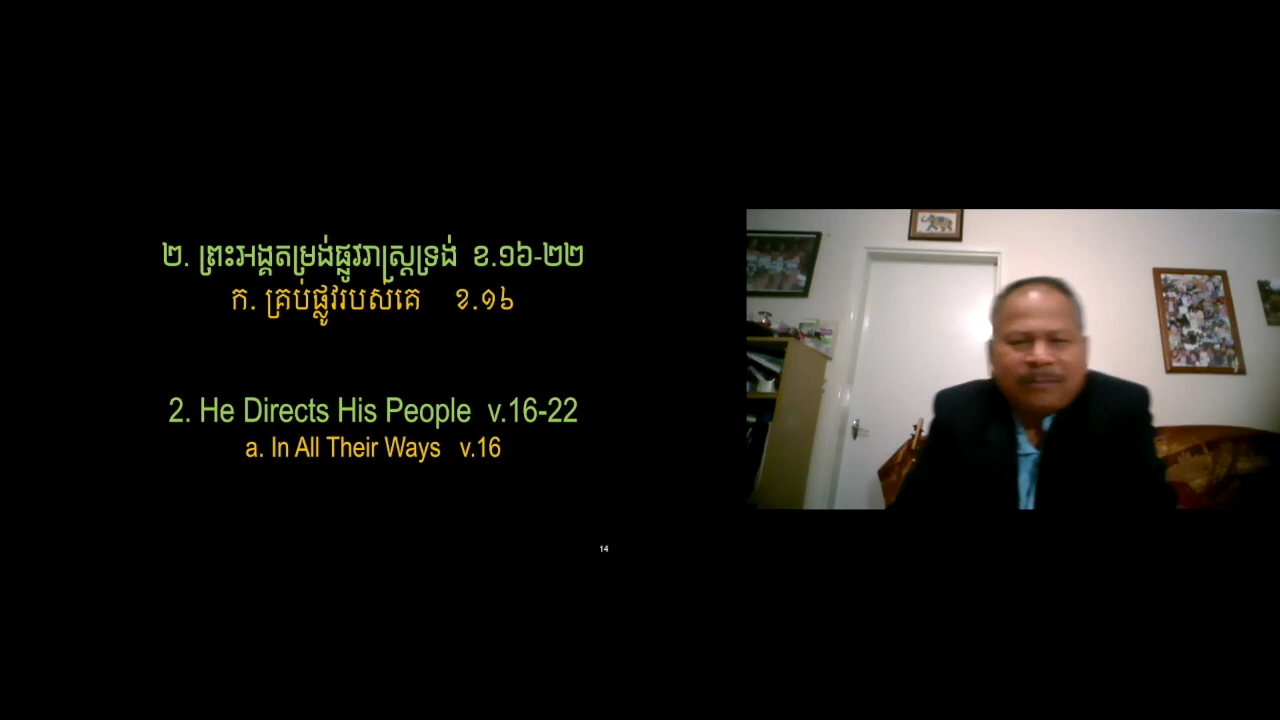 ២. ព្រះអង្គតម្រង់ផ្លូវរាស្ត្រទ្រង់ ខ.១៦-២២
ក. គ្រប់ផ្លូវរបស់គេ ខ.១៦
2. He Directs His People v.16-22
a. In All Their Ways v.16
14